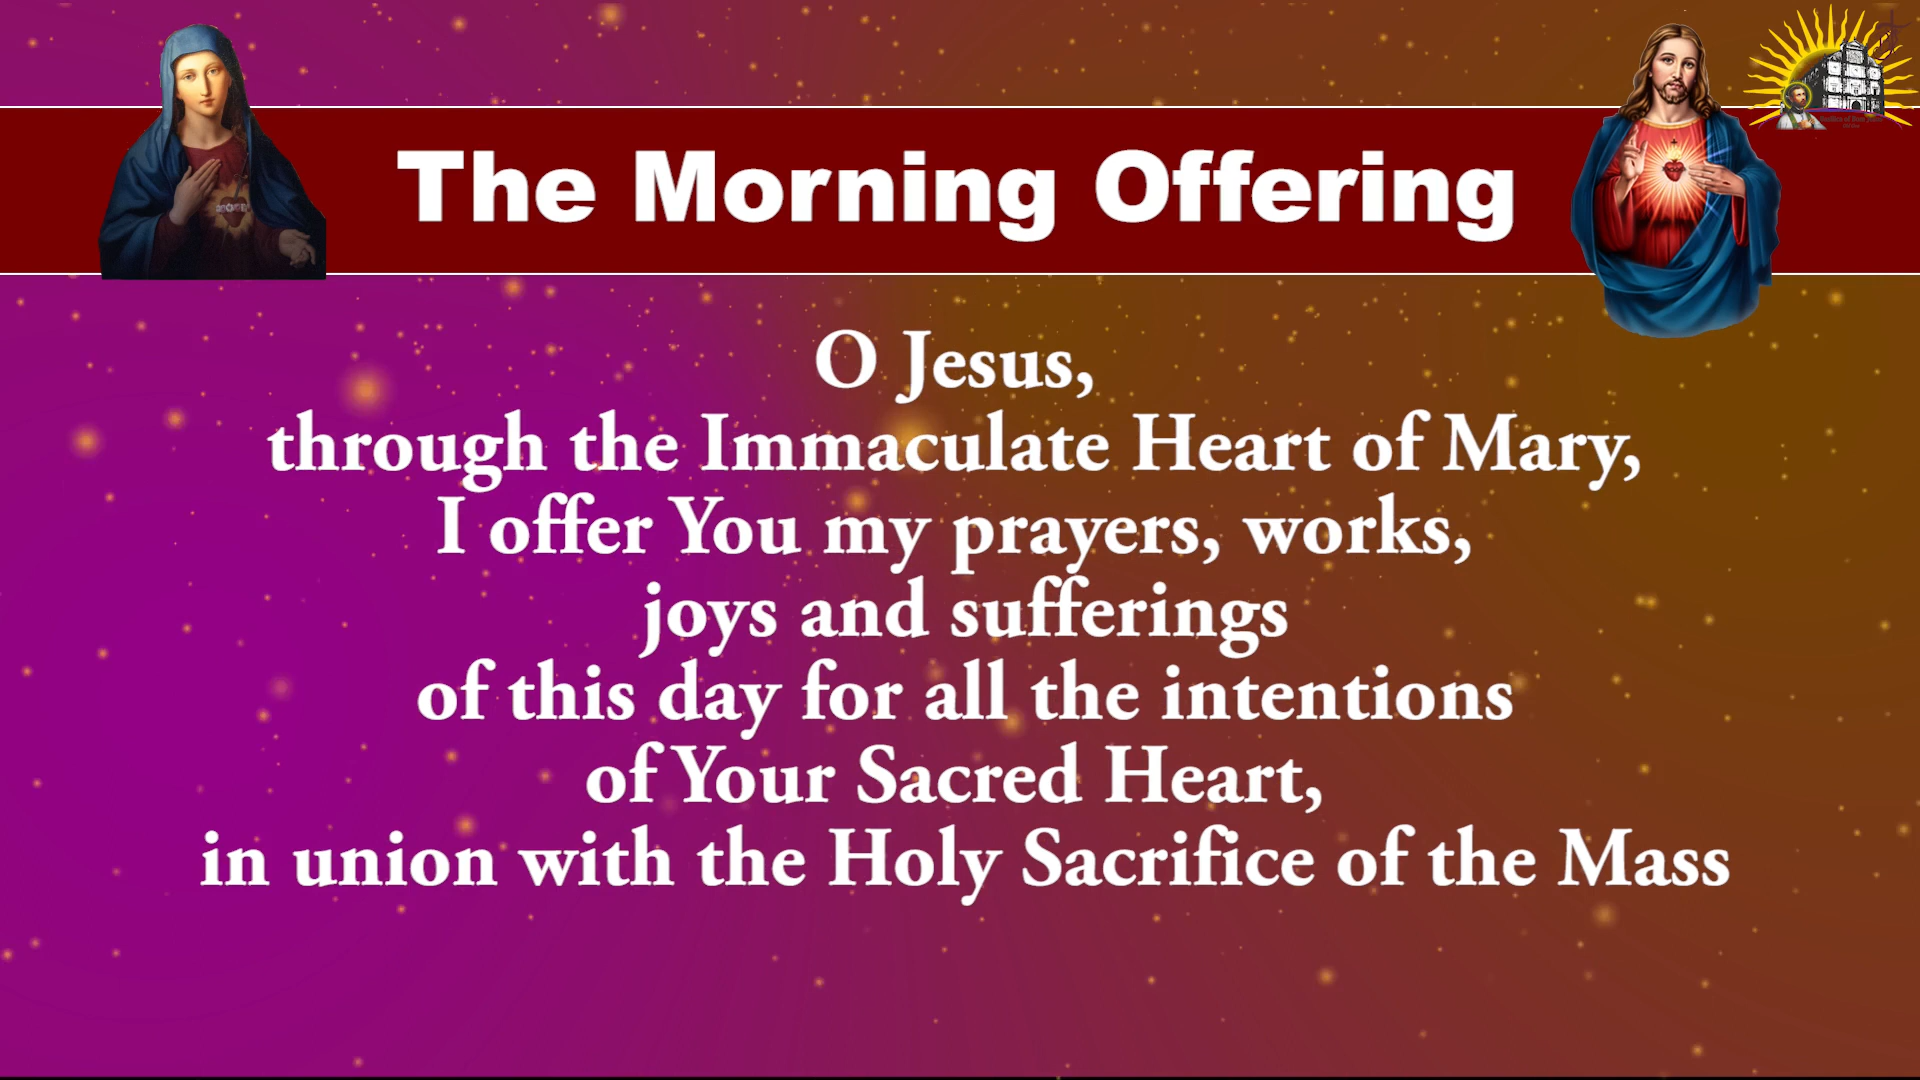 The Morning Offering
O Jesus,
through the Immaculate Heart of Mary,
I offer You my prayers, works,
joys and sufferings
of this day for all the intentions
of Your Sacred Heart,
in union with the Holy Sacrifice of the Mass